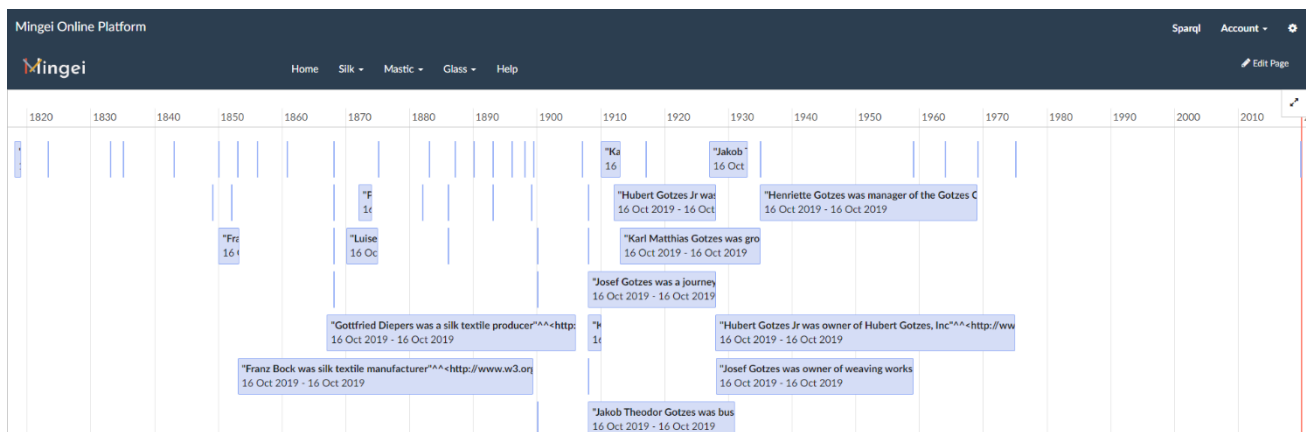 Mingei Online Platform
Sparql Account
Mingei
Home Silk Mastic Glass Help
Edit Page
1820 1830 1840 1850 1860 1870 1880 1890 1900 1910 1920 1930 1940 1950 1960 1970 1980 1990 2000 2010
"Ka
16
"Jakob
16 Oct
"F
16
"Hubert Gotzes Jr was
16 Oct 2019 - 16 Oct
"Henriette Gotzes was manager of the Gotzes C
16 Oct 2019 - 16 Oct 2019
"Fra
16
"Luise
16 Oc
"Karl Matthias Gotzes was gro
16 Oct 2019 - 16 Oct 2019
"Josef Gotzes was a journey
16 Oct 2019 - 16 Oct 2019
"Gottfried Diepers was a silk textile producer"^^<http:
16 Oct 2019 - 16 Oct 2019
"K
16
"Hubert Gotzes Jr was owner of Hubert Gotzes, Inc"^^<http://ww
16 Oct 2019 - 16 Oct 2019
"Franz Bock was silk textile manufacturer"^^<http://www.w3.org
16 Oct 2019 - 16 Oct 2019
"Josef Gotzes was owner of weaving works
16 Oct 2019 - 16 Oct 2019
"Jakob Theodor Gotzes was bus
16 Oct 2019 - 16 Oct 2019